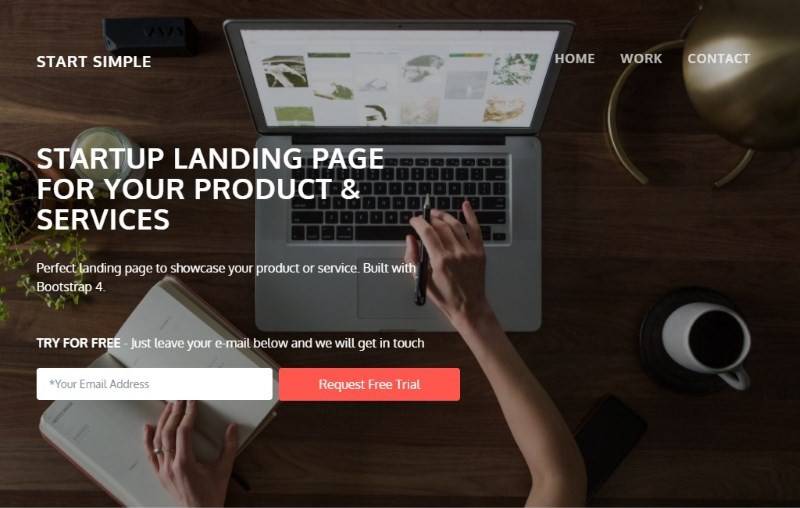 START SIMPLE
HOME WORK CONTACT
STARTUP LANDING PAGE
FOR YOUR PRODUCT &
SERVICES
Perfect landing page to showcase your product or service. Built with
Bootstrap 4.
TRY FOR FREE - Just leave your e-mail below and we will get in touch
*Your Email Address
Request Free Trial